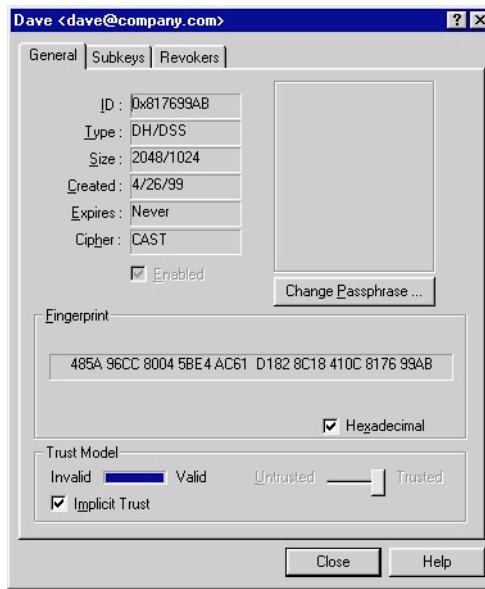 Dave <dave@company.com> ? X
General Subkeys Revokers
ID : 0x817699AB
Type : DH/DSS
Size : 2048/1024
Created : 4/26/99
Expires : Never
Cipher : CAST
Enabled
Change Passphrase ...
Fingerprint
485A 96CC 8004 5BE4 AC61 D182 8C18 410C 8176 99AB
Hexadecimal
Trust Model
Invalid Valid Untrusted Trusted
Implicit Trust
Close Help